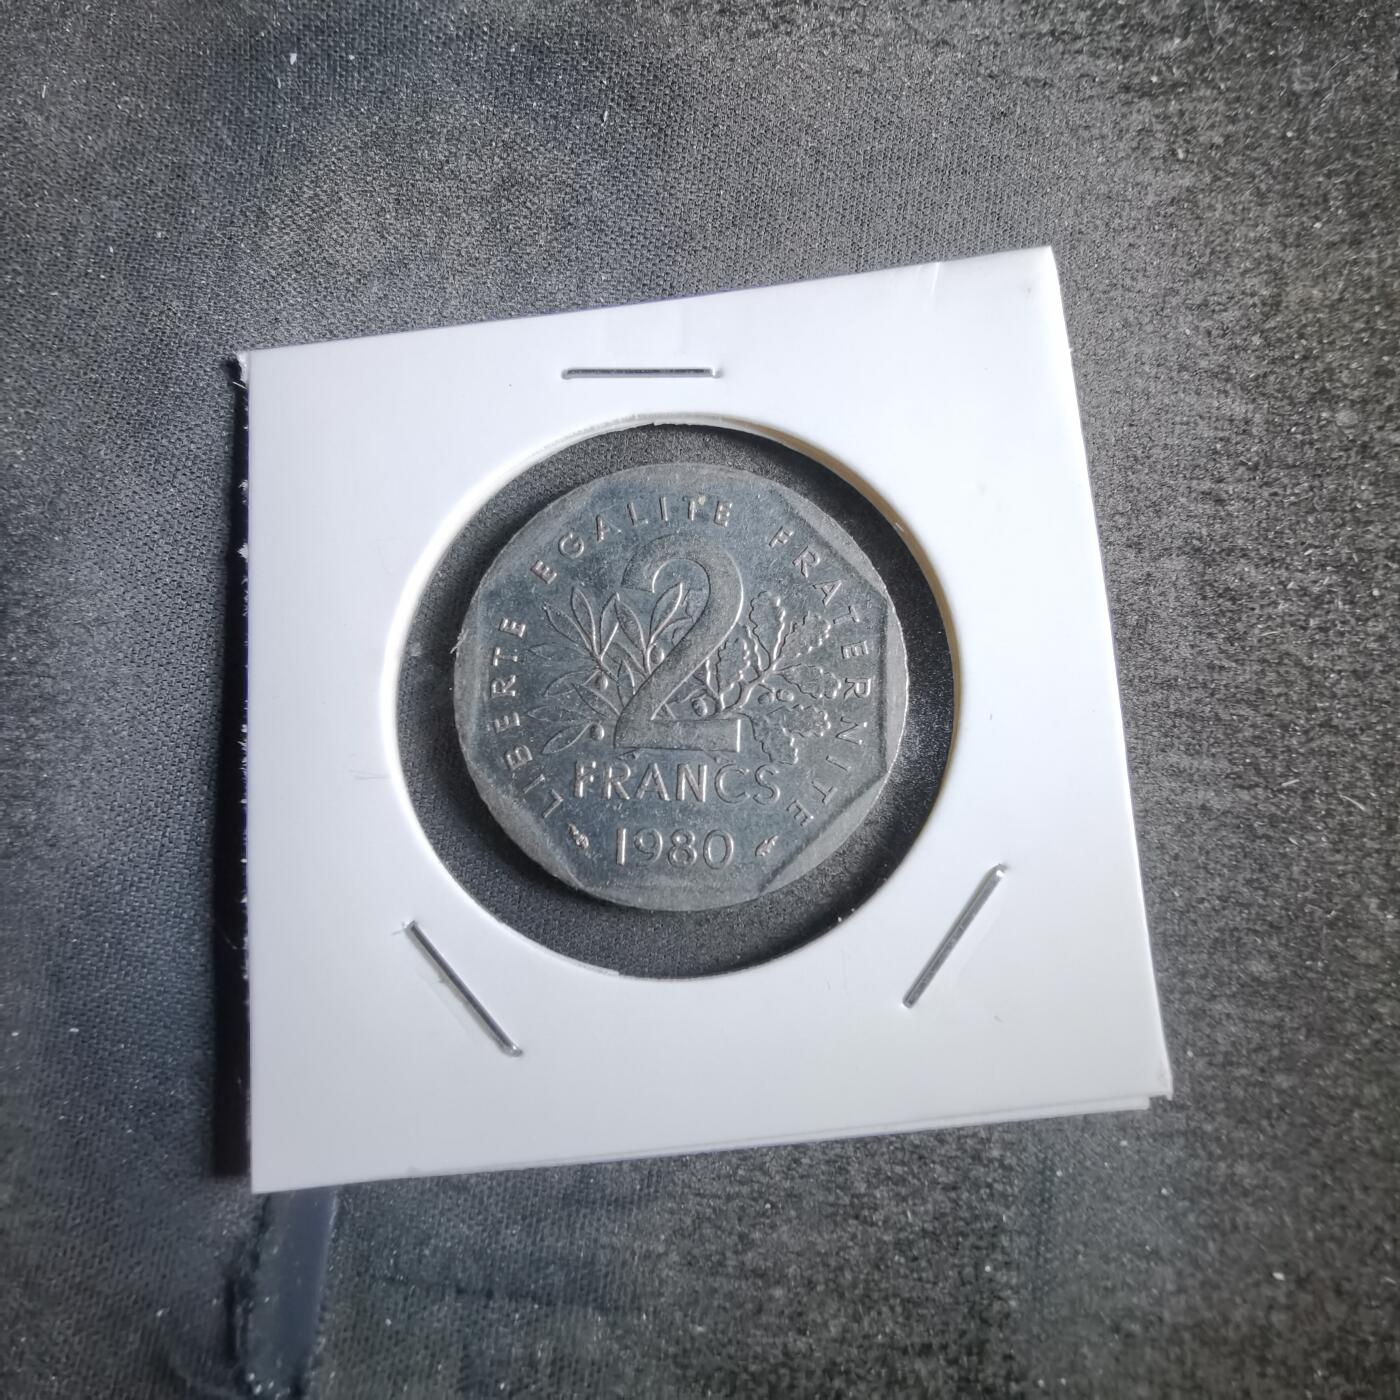 LIBERTE EGALITE FRATERNITE
2
FRANCS
1980